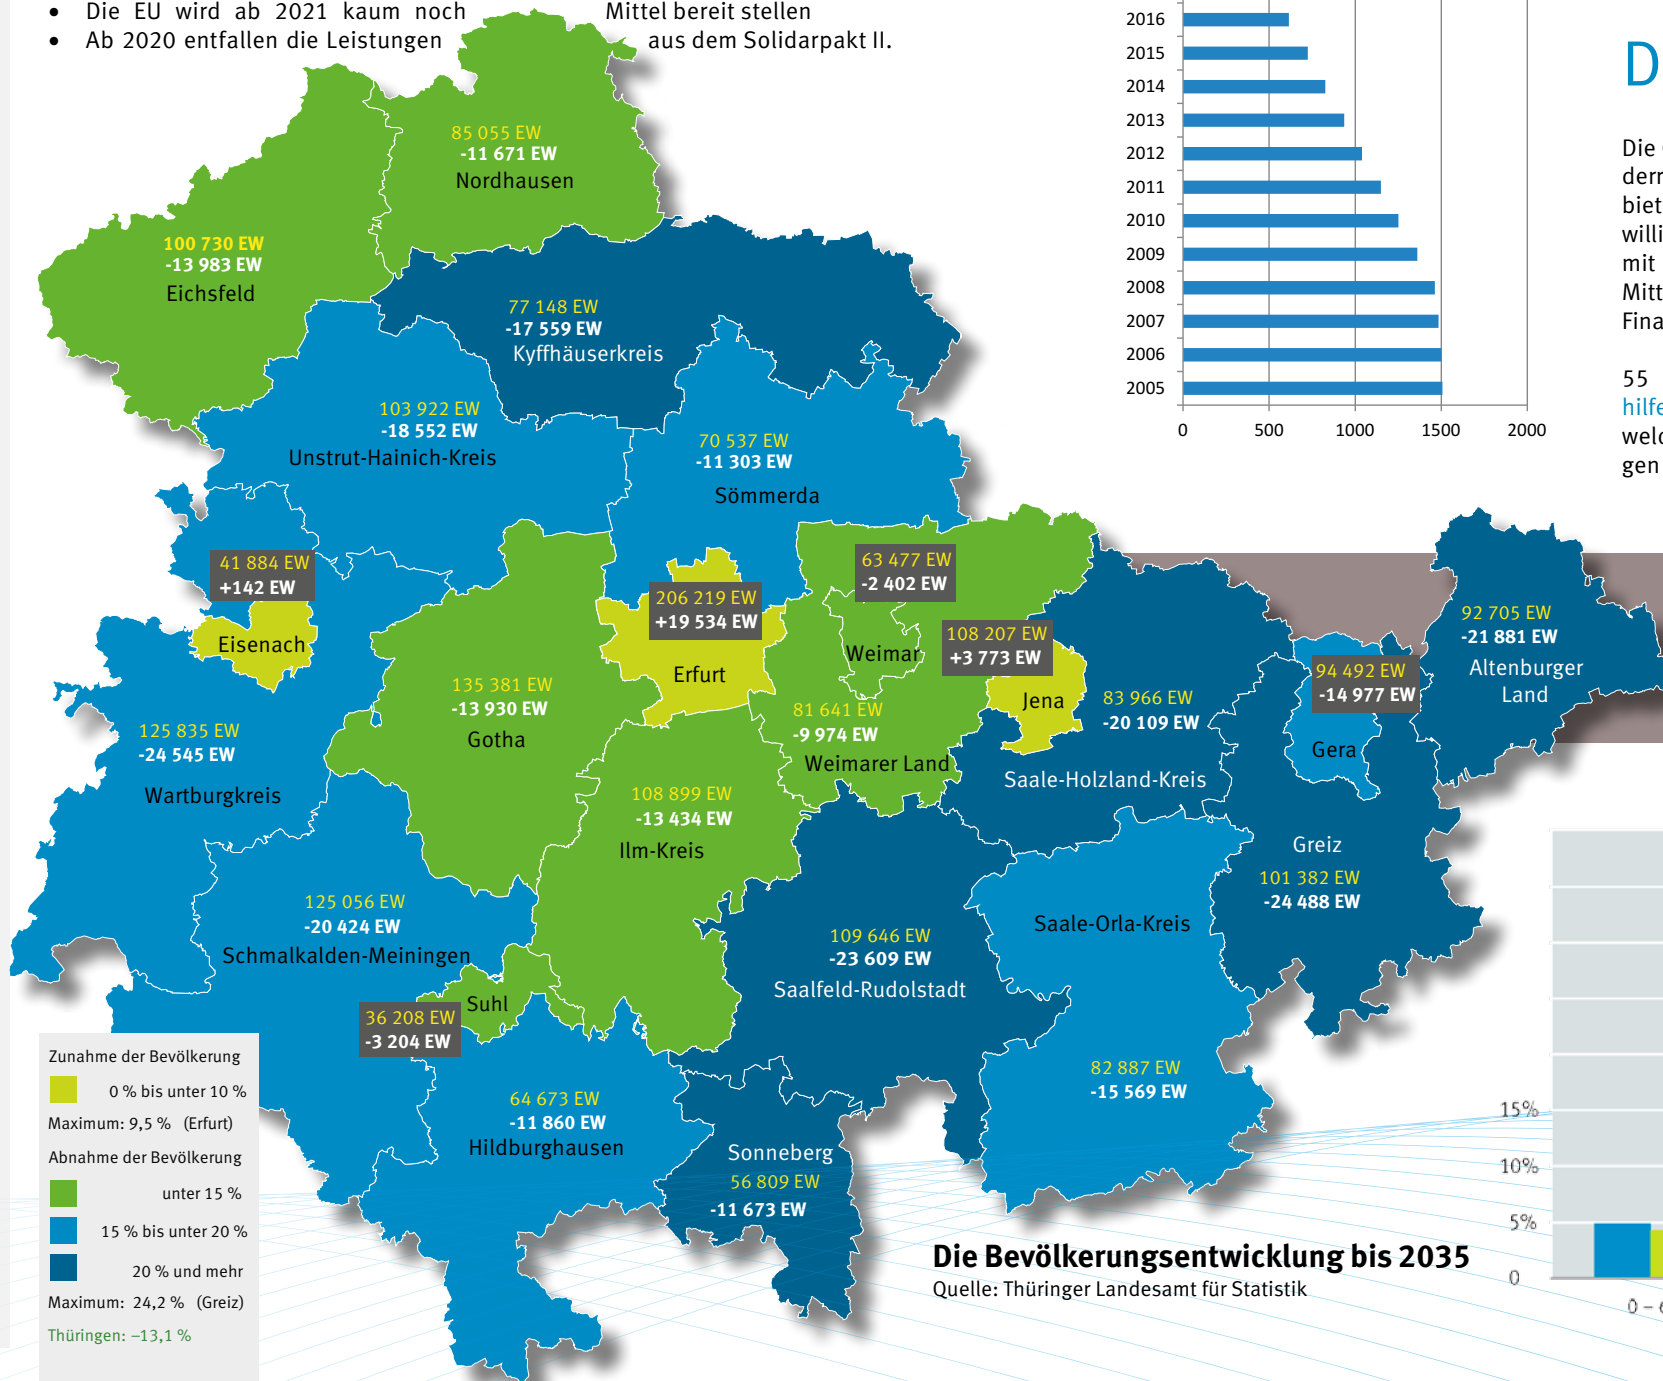 • Die EU wird ab 2021 kaum noch Mittel bereit stellen
• Ab 2020 entfallen die Leistungen aus dem Solidarpakt II.
85 055 EW
-11 671 EW
Nordhausen
100 730 EW
-13 983 EW
Eichsfeld
77 148 EW
-17 559 EW
Kyffhäuserkreis
103 922 EW
-18 552 EW
Unstrut-Hainich-Kreis
70 537 EW
-11 303 EW
Sömmerda
41 884 EW
+142 EW
Eisenach
206 219 EW
+19 534 EW
Erfurt
63 477 EW
-2 402 EW
Weimar
108 207 EW
+3 773 EW
Jena
135 381 EW
-13 930 EW
Gotha
81 641 EW
-9 974 EW
Weimarer Land
83 966 EW
-20 109 EW
Saale-Holzland-Kreis
94 492 EW
-14 977 EW
Gera
92 705 EW
-21 881 EW
Altenburger
Land
125 835 EW
-24 545 EW
Wartburgkreis
108 899 EW
-13 434 EW
Ilm-Kreis
Greiz
101 382 EW
-24 488 EW
125 056 EW
-20 424 EW
Schmalkalden-Meiningen
109 646 EW
-23 609 EW
Saalfeld-Rudolstadt
Saale-Orla-Kreis
82 887 EW
-15 569 EW
Suhl
36 208 EW
-3 204 EW
64 673 EW
-11 860 EW
Hildburghausen
Sonneberg
56 809 EW
-11 673 EW
Zunahme der Bevölkerung
0 % bis unter 10 %
Maximum: 9,5 % (Erfurt)
Abnahme der Bevölkerung
unter 15 %
15 % bis unter 20 %
20 % und mehr
Maximum: 24,2 % (Greiz)
Thüringen: –13,1 %
Die Bevölkerungsentwicklung bis 2035
Quelle: Thüringer Landesamt für Statistik
2016
2015
2014
2013
2012
2011
2010
2009
2008
2007
2006
2005
0 500 1000 1500 2000
D
Die
derr
biet
willi
mit
Mitt
Fina
55
hilfe
weld
gen
15%
10%
5%
0
0 –